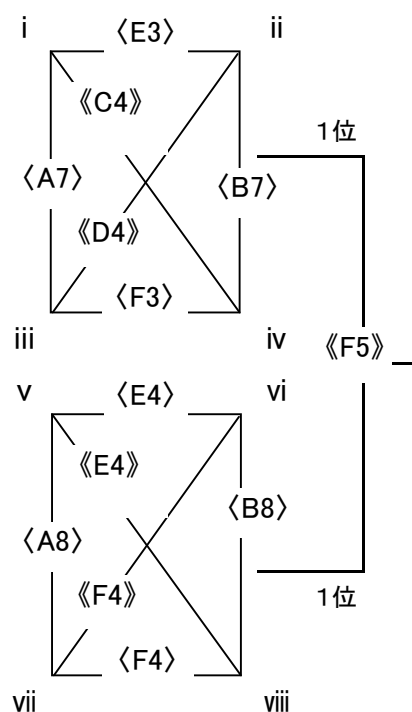 i 〈E3〉 ii
《C4》
1位
〈A7〉 〈B7〉
《D4》
〈F3〉
iii iv 《F5》
v 〈E4〉 vi
《E4》
〈B8〉
〈A8〉
《F4》 1位
〈F4〉
vii viii